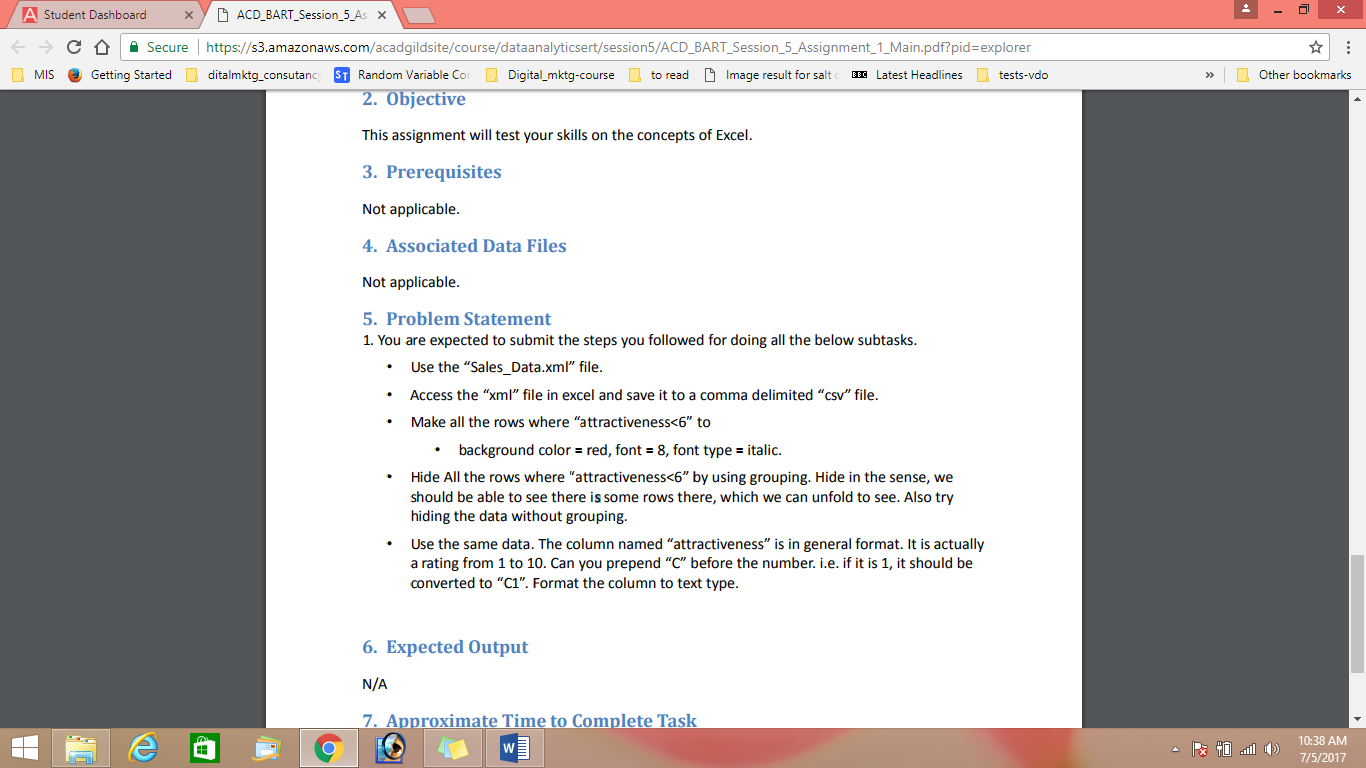 Student Dashboard
ACD_BART_Session_5_As
Secure
https://s3.amazonaws.com/acadgildsite/course/dataanalyticsert/session5/ACD_BART_Session_5_Assignment_1_Main.pdf?pid=explorer
MIS
Getting Started
ditalmktg_consutanc
ST
Random Variable Co
Digital_mktg-course
to read
Image result for salt
BBC
Latest Headlines
tests-vdo
»
Other bookmarks
2. Objective
This assignment will test your skills on the concepts of Excel.
3. Prerequisites
Not applicable.
4. Associated Data Files
Not applicable.
5. Problem Statement
1. You are expected to submit the steps you followed for doing all the below subtasks.
• Use the “Sales_Data.xml” file.
• Access the “xml” file in excel and save it to a comma delimited “csv” file.
• Make all the rows where “attractiveness<6” to
• background color = red, font = 8, font type = italic.
• Hide All the rows where “attractiveness<6” by using grouping. Hide in the sense, we
should be able to see there is some rows there, which we can unfold to see. Also try
hiding the data without grouping.
• Use the same data. The column named “attractiveness” is in general format. It is actually
a rating from 1 to 10. Can you prepend “C” before the number. i.e. if it is 1, it should be
converted to “C1”. Format the column to text type.
6. Expected Output
N/A
7. Approximate Time to Complete Task
10:38 AM
7/5/2017